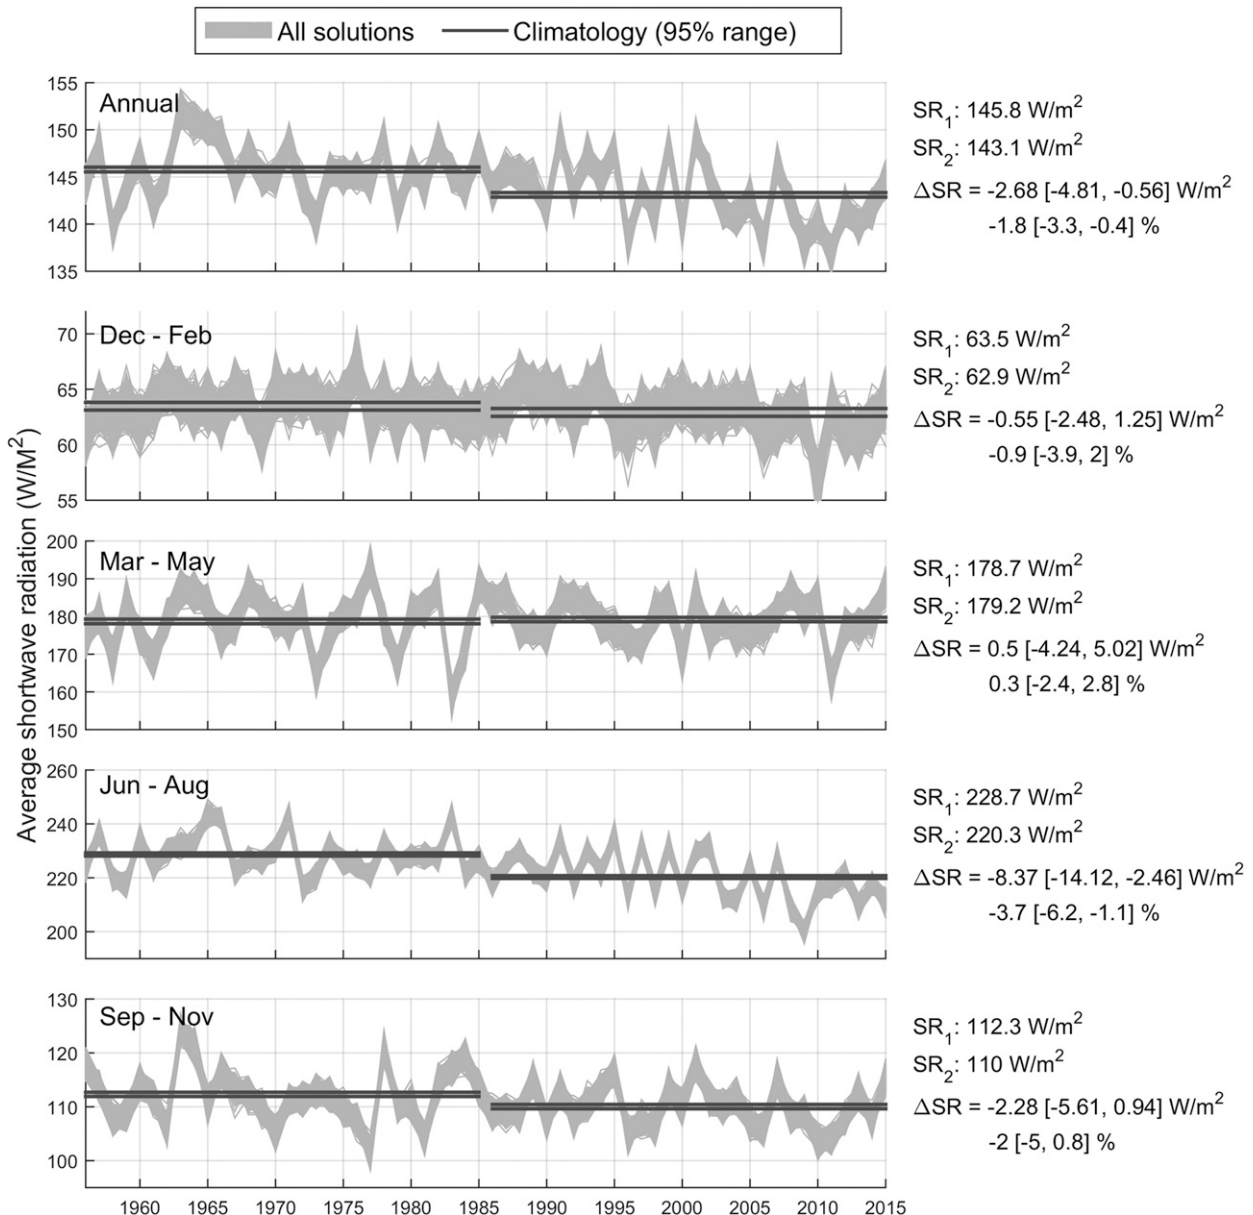 All solutions Climatology (95% range)
Average shortwave radiation (W/M²)
155
150
145
140
135
Annual
SR₁: 145.8 W/m²
SR₂: 143.1 W/m²
ΔSR = -2.68 [-4.81, -0.56] W/m²
-1.8 [-3.3, -0.4] %
70
65
60
55
Dec - Feb
SR₁: 63.5 W/m²
SR₂: 62.9 W/m²
ΔSR = -0.55 [-2.48, 1.25] W/m²
-0.9 [-3.9, 2] %
200
190
180
170
160
150
Mar - May
SR₁: 178.7 W/m²
SR₂: 179.2 W/m²
ΔSR = 0.5 [-4.24, 5.02] W/m²
0.3 [-2.4, 2.8] %
260
240
220
200
Jun - Aug
SR₁: 228.7 W/m²
SR₂: 220.3 W/m²
ΔSR = -8.37 [-14.12, -2.46] W/m²
-3.7 [-6.2, -1.1] %
130
120
110
100
Sep - Nov
SR₁: 112.3 W/m²
SR₂: 110 W/m²
ΔSR = -2.28 [-5.61, 0.94] W/m²
-2 [-5, 0.8] %
1960 1965 1970 1975 1980 1985 1990 1995 2000 2005 2010 2015